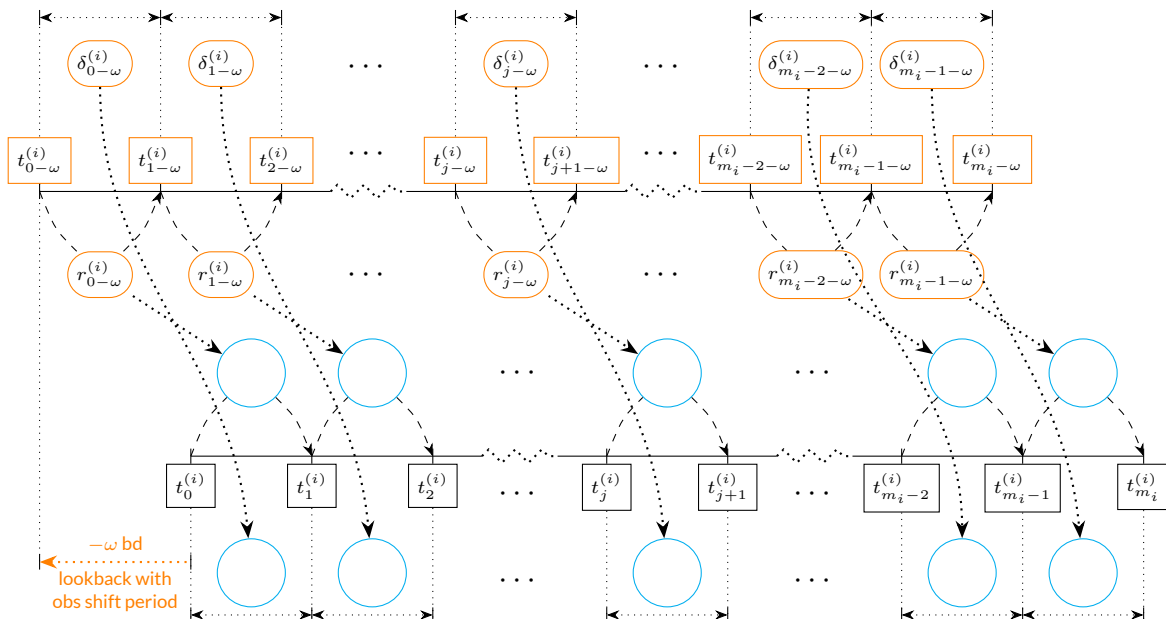 δ_{0−ω}^{(i)} δ_{1−ω}^{(i)} ··· δ_{j−ω}^{(i)} ··· δ_{m_i−2−ω}^{(i)} δ_{m_i−1−ω}^{(i)}
t_{0−ω}^{(i)} t_{1−ω}^{(i)} t_{2−ω}^{(i)} ··· t_{j−ω}^{(i)} t_{j+1−ω}^{(i)} ··· t_{m_i−2−ω}^{(i)} t_{m_i−1−ω}^{(i)} t_{m_i−ω}^{(i)}
r_{0−ω}^{(i)} r_{1−ω}^{(i)} ··· r_{j−ω}^{(i)} ··· r_{m_i−2−ω}^{(i)} r_{m_i−1−ω}^{(i)}
··· ···
t_0^{(i)} t_1^{(i)} t_2^{(i)} ··· t_j^{(i)} t_{j+1}^{(i)} ··· t_{m_i−2}^{(i)} t_{m_i−1}^{(i)} t_{m_i}^{(i)}
−ω bd
··· ···
lookback with
obs shift period